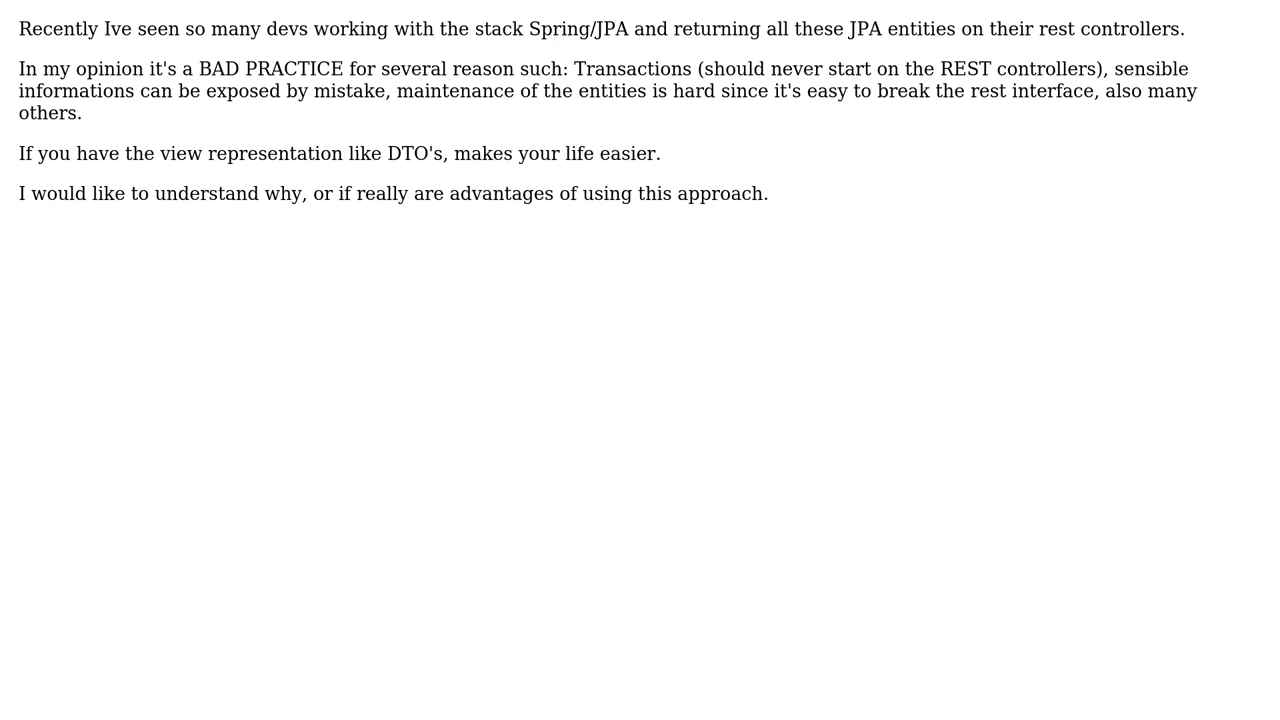 Recently Ive seen so many devs working with the stack Spring/JPA and returning all these JPA entities on their rest controllers.
In my opinion it's a BAD PRACTICE for several reason such: Transactions (should never start on the REST controllers), sensible
informations can be exposed by mistake, maintenance of the entities is hard since it's easy to break the rest interface, also many
others.
If you have the view representation like DTO's, makes your life easier.
I would like to understand why, or if really are advantages of using this approach.